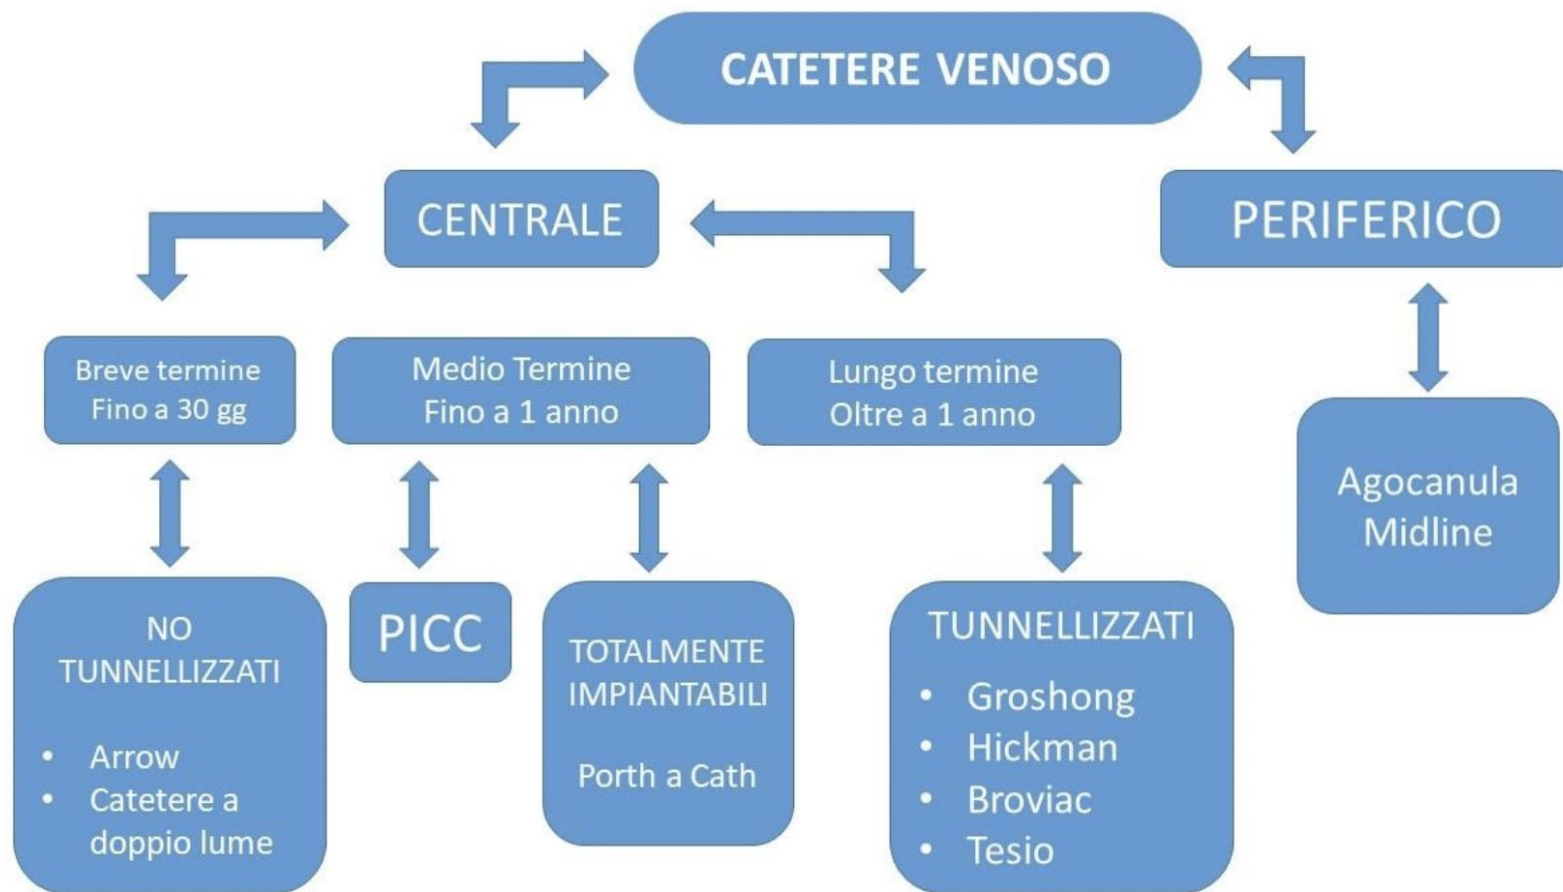 CATETERE VENOSO
CENTRALE
PERIFERICO
Breve termine
Fino a 30 gg
Medio Termine
Fino a 1 anno
Lungo termine
Oltre a 1 anno
Agocanula
Midline
NO
TUNNELLIZZATI
• Arrow
• Catetere a
doppio lume
PICC
TOTALMENTE
IMPIANTABILI
Porth a Cath
TUNNELLIZZATI
• Groshong
• Hickman
• Broviac
• Tesio